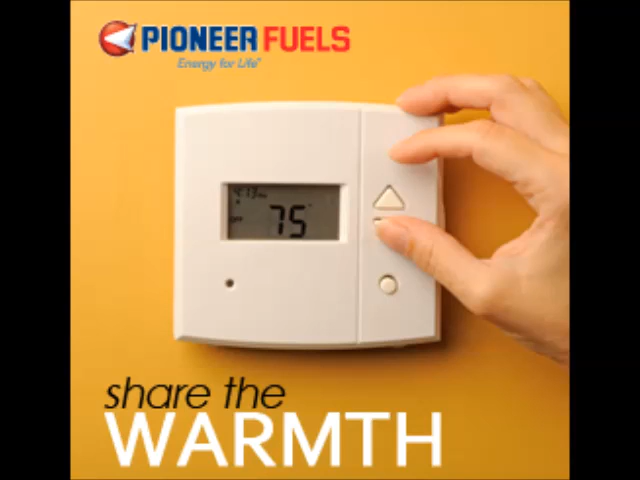 PIONEER FUELS
Energy for Life
75
share the
WARMTH